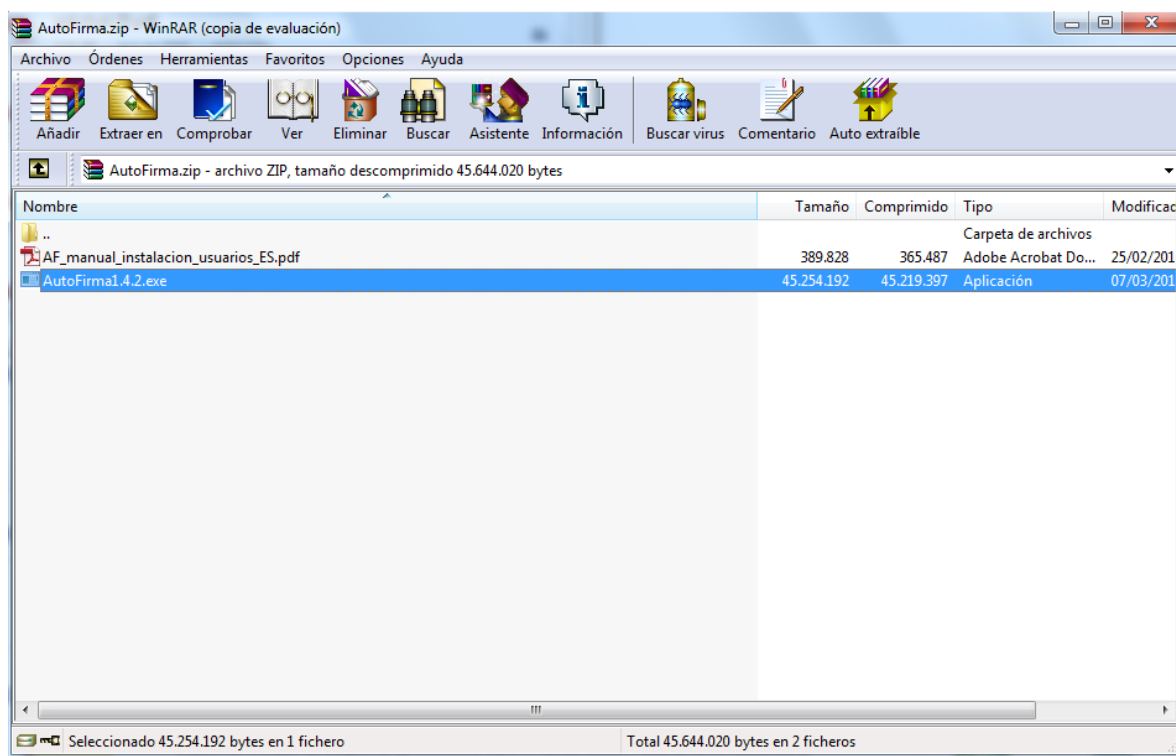 AutoFirma.zip - WinRAR (copia de evaluación)
Archivo Órdenes Herramientas Favoritos Opciones Ayuda
Añadir Extraer en Comprobar Ver Eliminar Buscar Asistente Información Buscar virus Comentario Auto extraíble
AutoFirma.zip - archivo ZIP, tamaño descomprimido 45.644.020 bytes
Nombre Tamaño Comprimido Tipo Modificad
.. Carpeta de archivos
AF_manual_instalacion_usuarios_ES.pdf 389.828 365.487 Adobe Acrobat Do... 25/02/201
AutoFirma1.4.2.exe 45.254.192 45.219.397 Aplicación 07/03/201
Seleccionado 45.254.192 bytes en 1 fichero Total 45.644.020 bytes en 2 ficheros